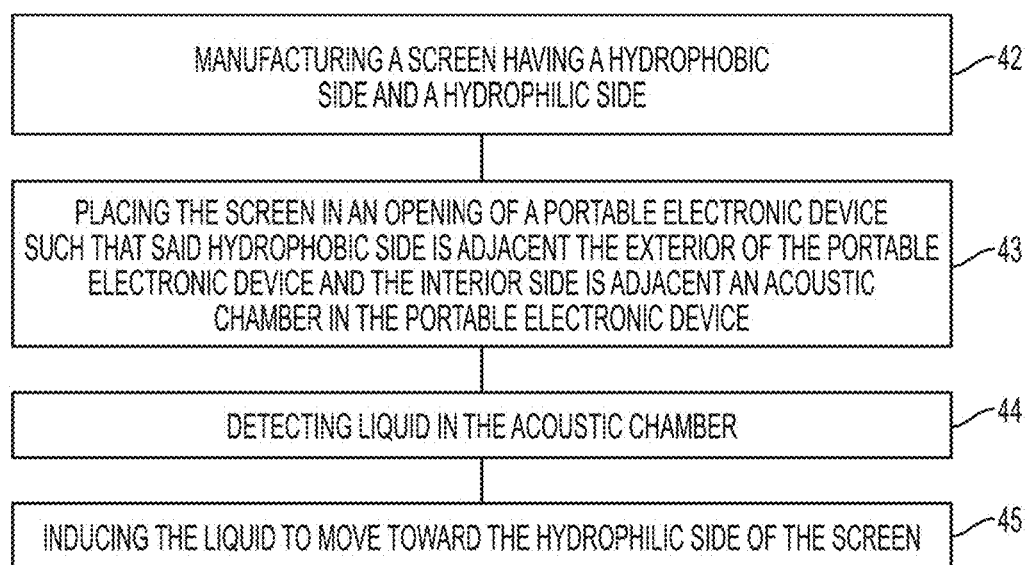 MANUFACTURING A SCREEN HAVING A HYDROPHOBIC
SIDE AND A HYDROPHILIC SIDE
42
PLACING THE SCREEN IN AN OPENING OF A PORTABLE ELECTRONIC DEVICE
SUCH THAT SAID HYDROPHOBIC SIDE IS ADJACENT THE EXTERIOR OF THE PORTABLE
ELECTRONIC DEVICE AND THE INTERIOR SIDE IS ADJACENT AN ACOUSTIC
CHAMBER IN THE PORTABLE ELECTRONIC DEVICE
43
DETECTING LIQUID IN THE ACOUSTIC CHAMBER
44
INDUCING THE LIQUID TO MOVE TOWARD THE HYDROPHILIC SIDE OF THE SCREEN
45